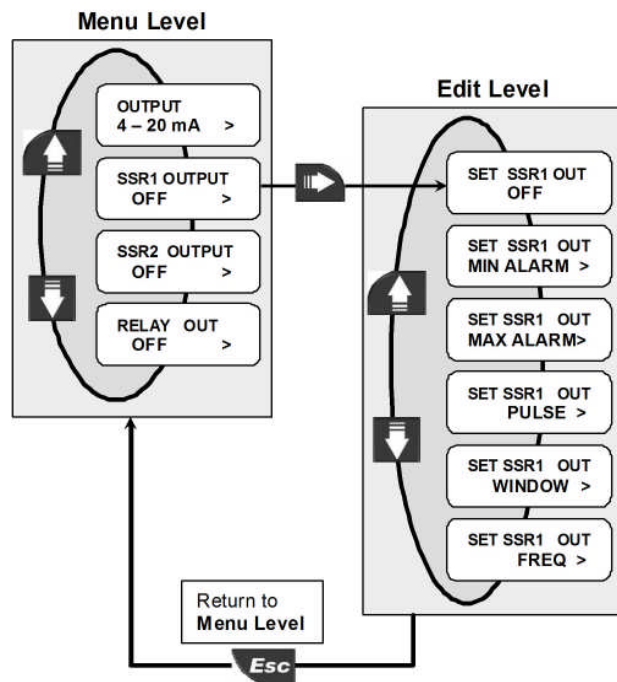 Menu Level
OUTPUT
4 – 20 mA >
SSR1 OUTPUT
OFF >
SSR2 OUTPUT
OFF >
RELAY OUT
OFF >
Edit Level
SET SSR1 OUT
OFF
SET SSR1 OUT
MIN ALARM >
SET SSR1 OUT
MAX ALARM>
SET SSR1 OUT
PULSE >
SET SSR1 OUT
WINDOW >
SET SSR1 OUT
FREQ >
Return to
Menu Level
Esc